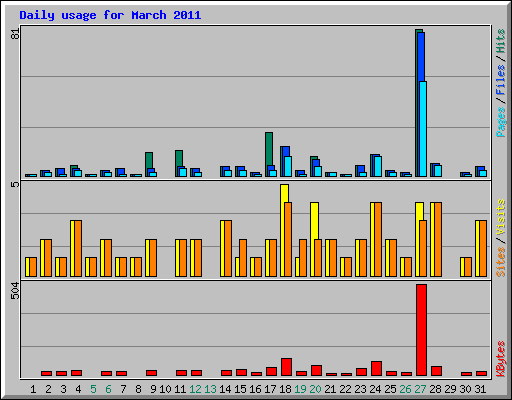 Daily usage for March 2011
81
Pages / Files / Hits
5
Sites / Visits
504
KBytes
1 2 3 4 5 6 7 8 9 10 11 12 13 14 15 16 17 18 19 20 21 22 23 24 25 26 27 28 29 30 31